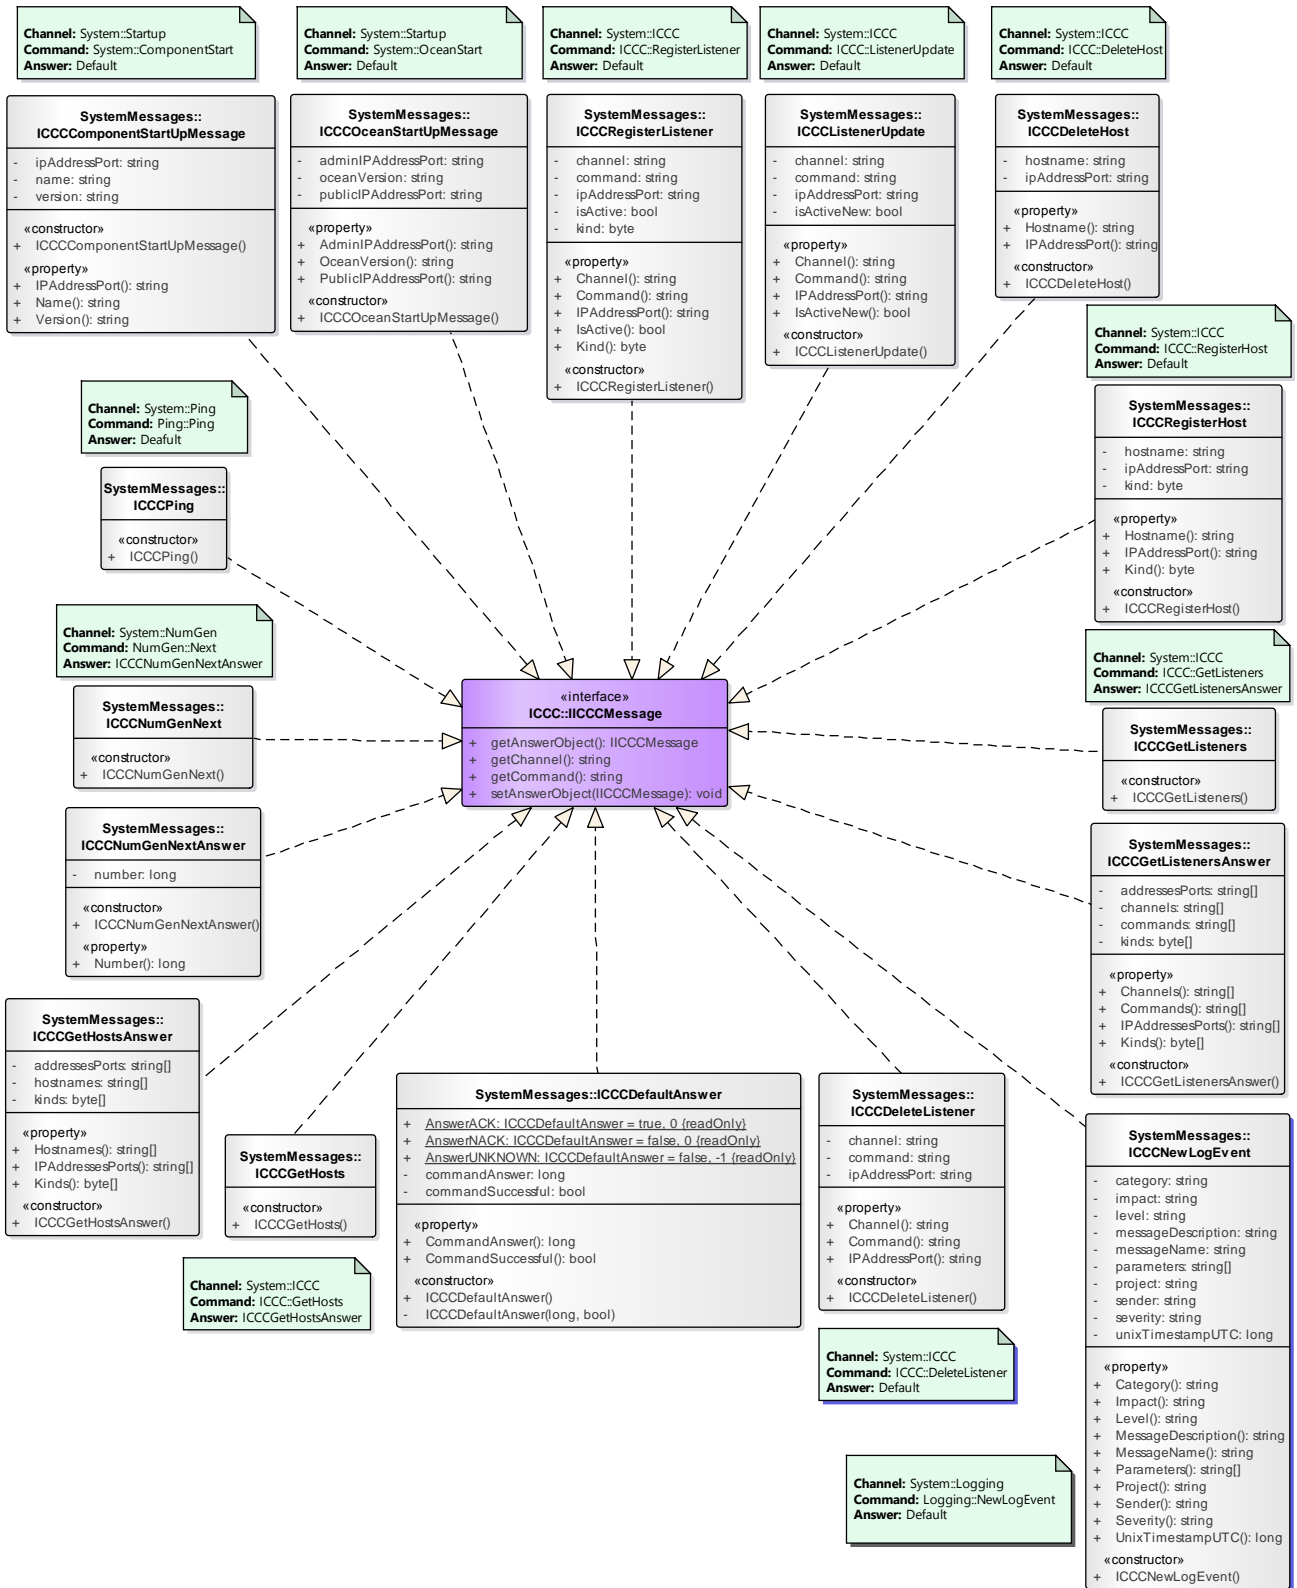 Channel: System::Startup
Command: System::ComponentStart
Answer: Default
Channel: System::Startup
Command: System::OceanStart
Answer: Default
Channel: System::ICCC
Command: ICCC::RegisterListener
Answer: Default
Channel: System::ICCC
Command: ICCC::ListenerUpdate
Answer: Default
Channel: System::ICCC
Command: ICCC::DeleteHost
Answer: Default
SystemMessages::
ICCCComponentStartUpMessage
- ipAddressPort: string
- name: string
- version: string
«constructor»
+ ICCCComponentStartUpMessage()
«property»
+ IPAddressPort(): string
+ Name(): string
+ Version(): string
SystemMessages::
ICCCOceanStartUpMessage
- adminIPAddressPort: string
- oceanVersion: string
- publicIPAddressPort: string
«property»
+ AdminIPAddressPort(): string
+ OceanVersion(): string
+ PublicIPAddressPort(): string
«constructor»
+ ICCCOceanStartUpMessage()
SystemMessages::
ICCCRegisterListener
- channel: string
- command: string
- ipAddressPort: string
- isActive: bool
- kind: byte
«property»
+ Channel(): string
+ Command(): string
+ IPAddressPort(): string
+ IsActive(): bool
+ Kind(): byte
«constructor»
+ ICCCRegisterListener()
SystemMessages::
ICCCListenerUpdate
- channel: string
- command: string
- ipAddressPort: string
- isActiveNew: bool
«property»
+ Channel(): string
+ Command(): string
+ IPAddressPort(): string
+ IsActiveNew(): bool
«constructor»
+ ICCCListenerUpdate()
SystemMessages::
ICCCDeleteHost
- hostname: string
- ipAddressPort: string
«property»
+ Hostname(): string
+ IPAddressPort(): string
«constructor»
+ ICCCDeleteHost()
Channel: System::ICCC
Command: ICCC::RegisterHost
Answer: Default
SystemMessages::
ICCCRegisterHost
- hostname: string
- ipAddressPort: string
- kind: byte
«property»
+ Hostname(): string
+ IPAddressPort(): string
+ Kind(): byte
«constructor»
+ ICCCRegisterHost()
Channel: System::Ping
Command: Ping::Ping
Answer: Deafult
SystemMessages::
ICCCPing
«constructor»
+ ICCCPing()
Channel: System::NumGen
Command: NumGen::Next
Answer: ICCCNumGenNextAnswer
SystemMessages::
ICCCNumGenNext
«constructor»
+ ICCCNumGenNext()
«interface»
ICCC::IICCCMessage
+ getAnswerObject(): IICCCMessage
+ getChannel(): string
+ getCommand(): string
+ setAnswerObject(IICCCMessage): void
Channel: System::ICCC
Command: ICCC::GetListeners
Answer: ICCCGetListenersAnswer
SystemMessages::
ICCCGetListeners
«constructor»
+ ICCCGetListeners()
SystemMessages::
ICCCNumGenNextAnswer
- number: long
«constructor»
+ ICCCNumGenNextAnswer()
«property»
+ Number(): long
SystemMessages::
ICCCGetListenersAnswer
- addressesPorts: string[]
- channels: string[]
- commands: string[]
- kinds: byte[]
«property»
+ Channels(): string[]
+ Commands(): string[]
+ IPAddressesPorts(): string[]
+ Kinds(): byte[]
«constructor»
+ ICCCGetListenersAnswer()
SystemMessages::
ICCCGetHostsAnswer
- addressesPorts: string[]
- hostnames: string[]
- kinds: byte[]
«property»
+ Hostnames(): string[]
+ IPAddressesPorts(): string[]
+ Kinds(): byte[]
«constructor»
+ ICCCGetHostsAnswer()
SystemMessages::
ICCCGetHosts
«constructor»
+ ICCCGetHosts()
Channel: System::ICCC
Command: ICCC::GetHosts
Answer: ICCCGetHostsAnswer
SystemMessages::ICCCDefaultAnswer
+ AnswerACK: ICCCDefaultAnswer = true, 0 {readOnly}
+ AnswerNACK: ICCCDefaultAnswer = false, 0 {readOnly}
+ AnswerUNKNOWN: ICCCDefaultAnswer = false, -1 {readOnly}
- commandAnswer: long
- commandSuccessful: bool
«property»
+ CommandAnswer(): long
+ CommandSuccessful(): bool
«constructor»
+ ICCCDefaultAnswer()
- ICCCDefaultAnswer(long, bool)
SystemMessages::
ICCCDeleteListener
- channel: string
- command: string
- ipAddressPort: string
«property»
+ Channel(): string
+ Command(): string
+ IPAddressPort(): string
«constructor»
+ ICCCDeleteListener()
Channel: System::ICCC
Command: ICCC::DeleteListener
Answer: Default
SystemMessages::
ICCCNewLogEvent
- category: string
- impact: string
- level: string
- messageDescription: string
- messageName: string
- parameters: string[]
- project: string
- sender: string
- severity: string
- unixTimestampUTC: long
«property»
+ Category(): string
+ Impact(): string
+ Level(): string
+ MessageDescription(): string
+ MessageName(): string
+ Parameters(): string[]
+ Project(): string
+ Sender(): string
+ Severity(): string
+ UnixTimestampUTC(): long
«constructor»
+ ICCCNewLogEvent()
Channel: System::Logging
Command: Logging::NewLogEvent
Answer: Default